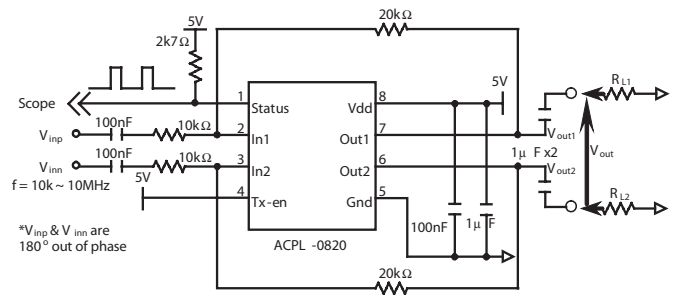 20kΩ
5V
2k7Ω
Scope
1
Status
Vdd
8
5V
R L1
100nF
10kΩ
V inp
2
In1
Out1
7
V out1
V out
100nF
10kΩ
V inn
3
In2
Out2
6
1μ F x2
V out2
f = 10k ~ 10MHz
5V
4
Tx-en
Gnd
5
R L2
100nF
1μ F
*V inp & V inn are
180° out of phase
ACPL -0820
20kΩ